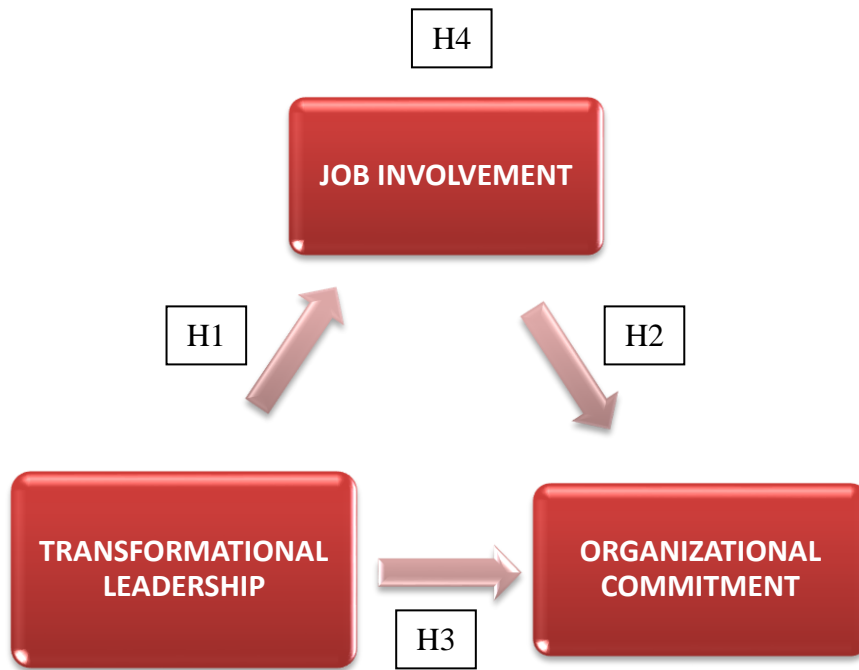 H4
JOB INVOLVEMENT
H1
H2
TRANSFORMATIONAL
LEADERSHIP
ORGANIZATIONAL
COMMITMENT
H3